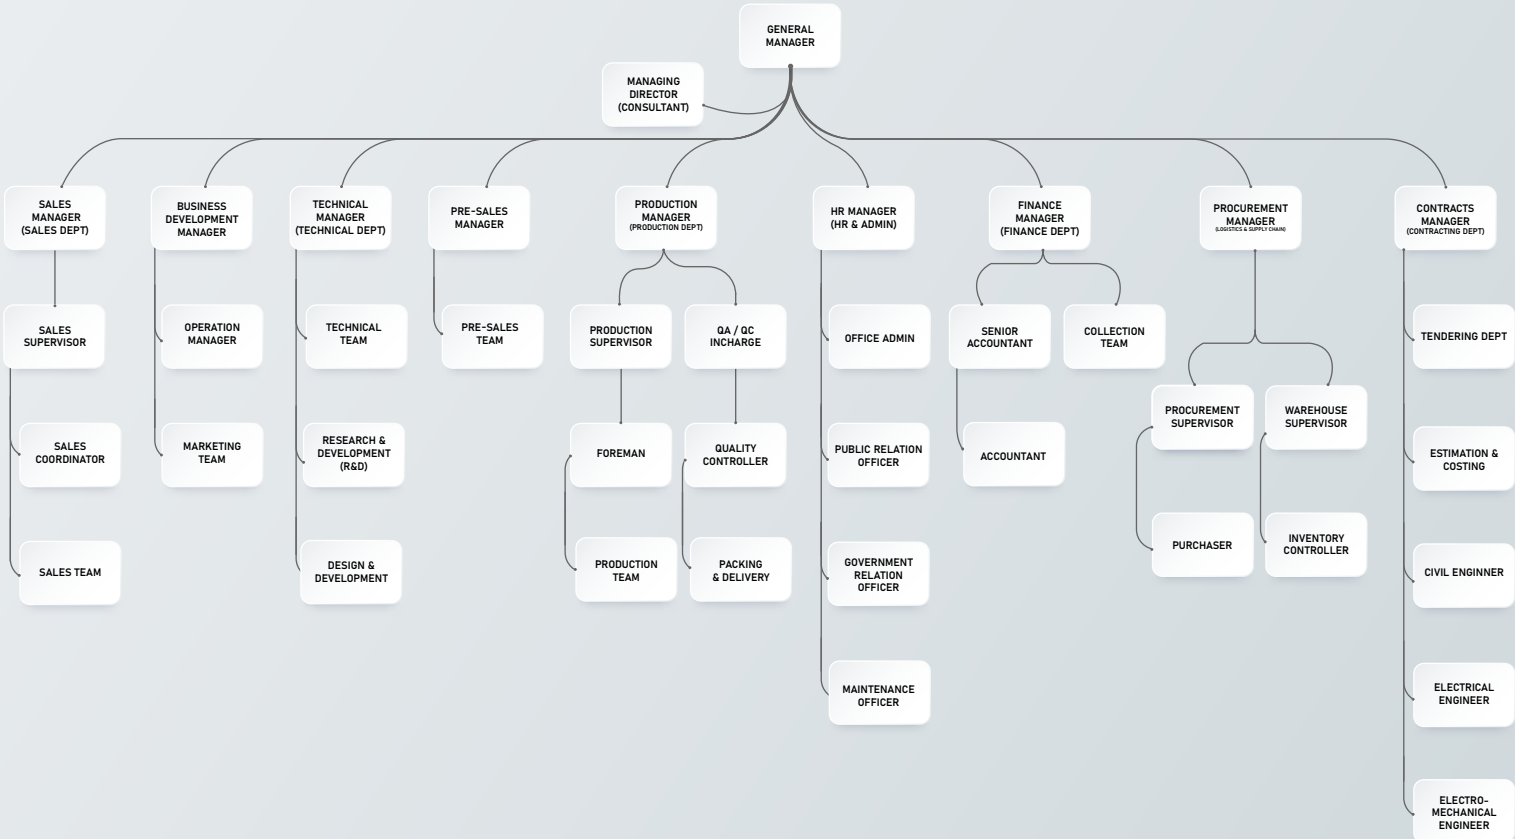 GENERAL
MANAGER
MANAGING
DIRECTOR
(CONSULTANT)
SALES
MANAGER
(SALES DEPT)
BUSINESS
DEVELOPMENT
MANAGER
TECHNICAL
MANAGER
(TECHNICAL DEPT)
PRE-SALES
MANAGER
PRODUCTION
MANAGER
(PRODUCTION DEPT)
HR MANAGER
(HR & ADMIN)
FINANCE
MANAGER
(FINANCE DEPT)
PROCUREMENT
MANAGER
(LOGISTICS & SUPPLY CHAIN)
CONTRACTS
MANAGER
(CONTRACTING DEPT)
SALES
SUPERVISOR
OPERATION
MANAGER
TECHNICAL
TEAM
PRE-SALES
TEAM
PRODUCTION
SUPERVISOR
QA / QC
INCHARGE
OFFICE ADMIN
SENIOR
ACCOUNTANT
COLLECTION
TEAM
TENDERING DEPT
PROCUREMENT
SUPERVISOR
WAREHOUSE
SUPERVISOR
SALES
COORDINATOR
MARKETING
TEAM
RESEARCH &
DEVELOPMENT
(R&D)
FOREMAN
QUALITY
CONTROLLER
PUBLIC RELATION
OFFICER
ACCOUNTANT
ESTIMATION &
COSTING
SALES TEAM
DESIGN &
DEVELOPMENT
PRODUCTION
TEAM
PACKING
& DELIVERY
GOVERNMENT
RELATION
OFFICER
PURCHASER
INVENTORY
CONTROLLER
CIVIL ENGINNER
MAINTENANCE
OFFICER
ELECTRICAL
ENGINEER
ELECTRO-
MECHANICAL
ENGINEER